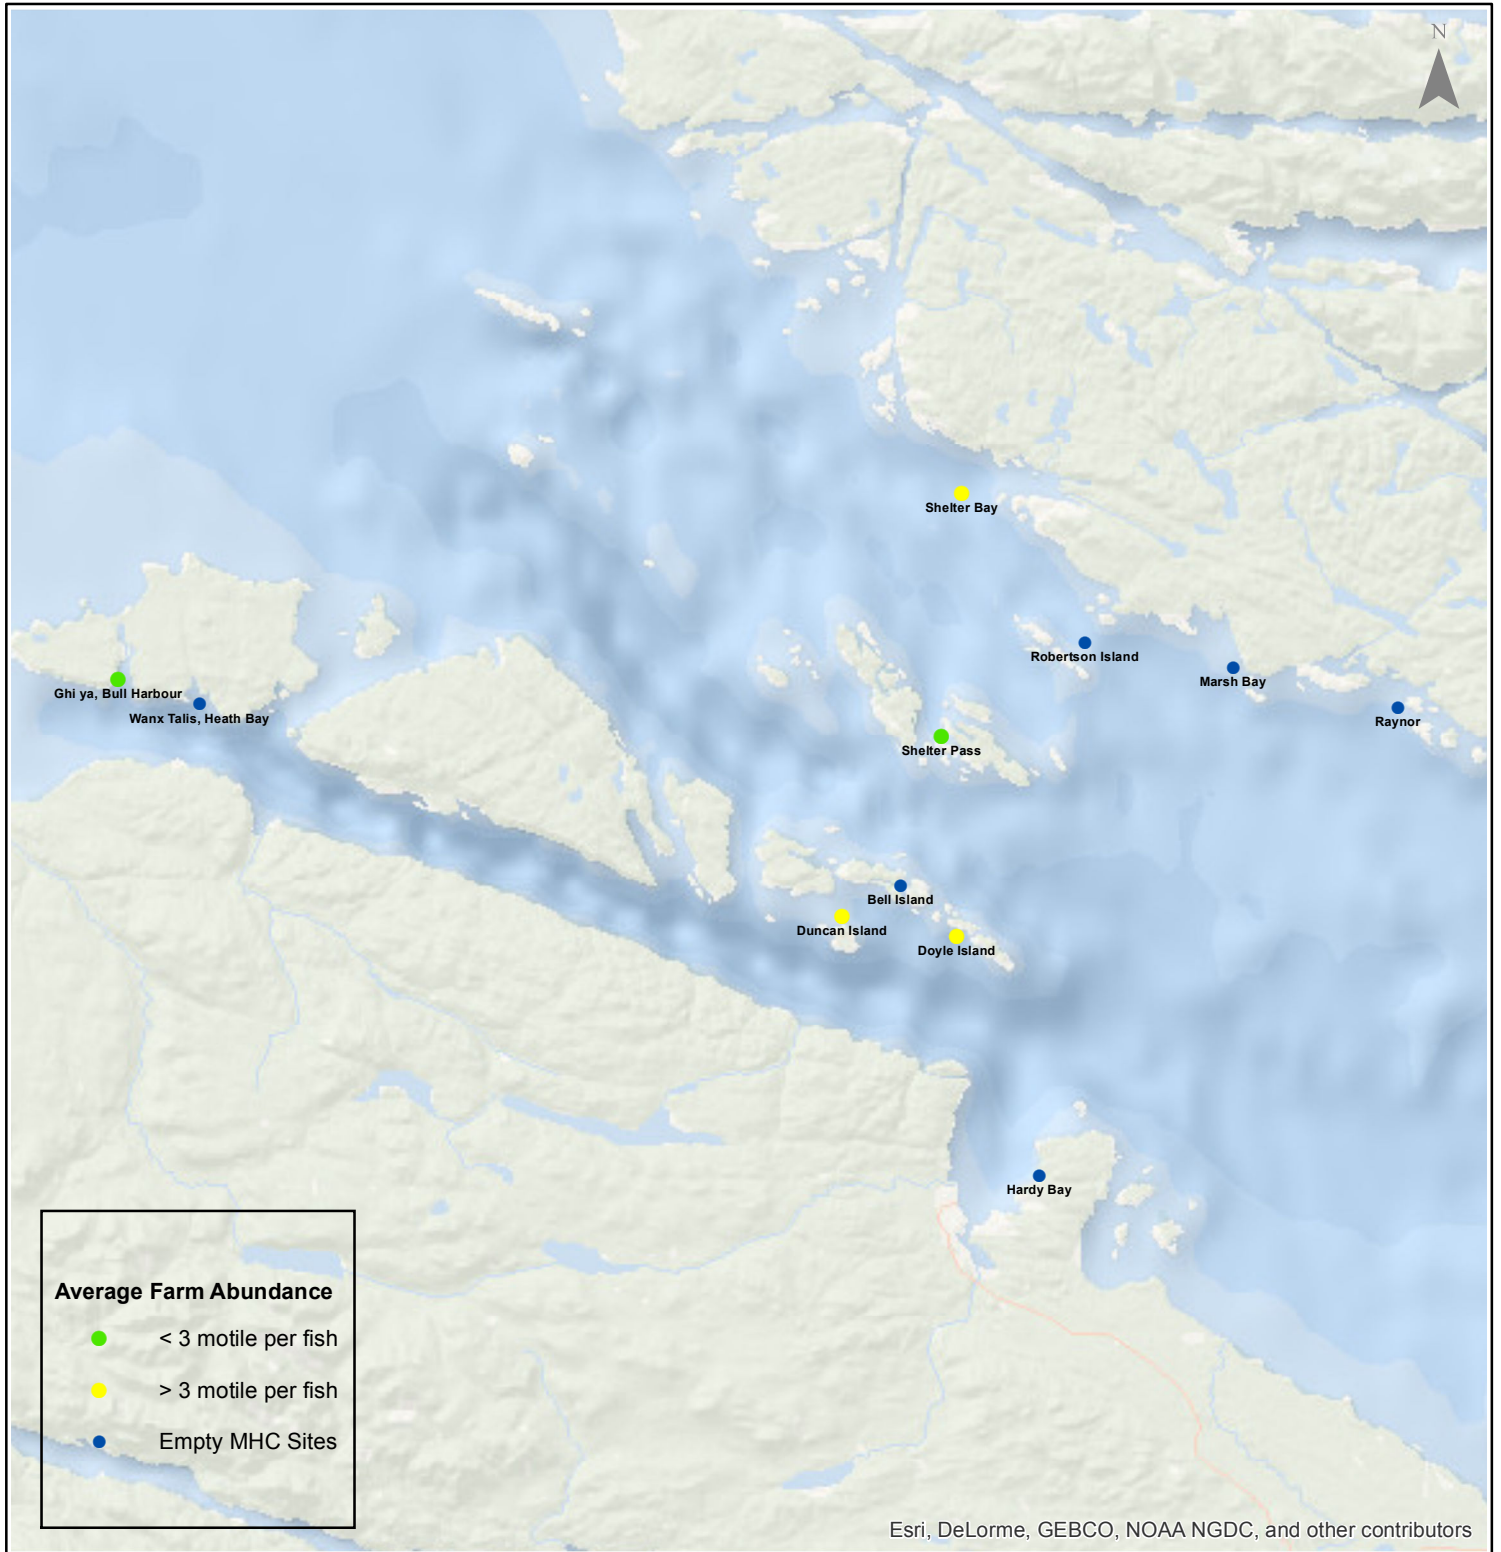 N
Shelter Bay
Robertson Island
Marsh Bay
Ghi ya, Bull Harbour
Wanx Talis, Heath Bay
Raynor
Shelter Pass
Bell Island
Duncan Island
Doyle Island
Hardy Bay
Average Farm Abundance
< 3 motile per fish
> 3 motile per fish
Empty MHC Sites
Esri, DeLorme, GEBCO, NOAA NGDC, and other contributors